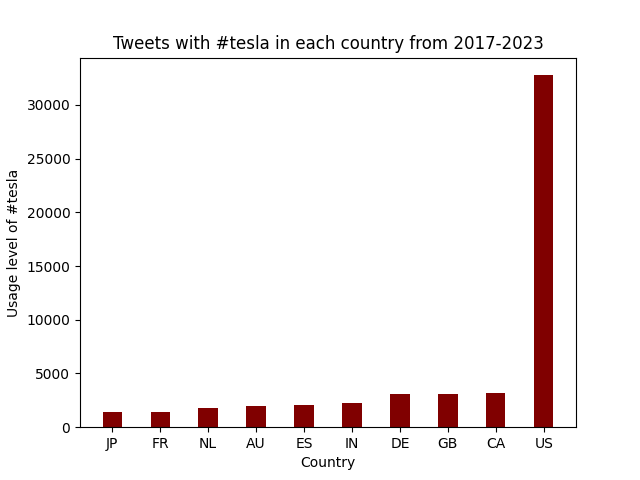 Tweets with #tesla in each country from 2017-2023
Usage level of #tesla
30000
25000
20000
15000
10000
5000
0
JP FR NL AU ES IN DE GB CA US
Country